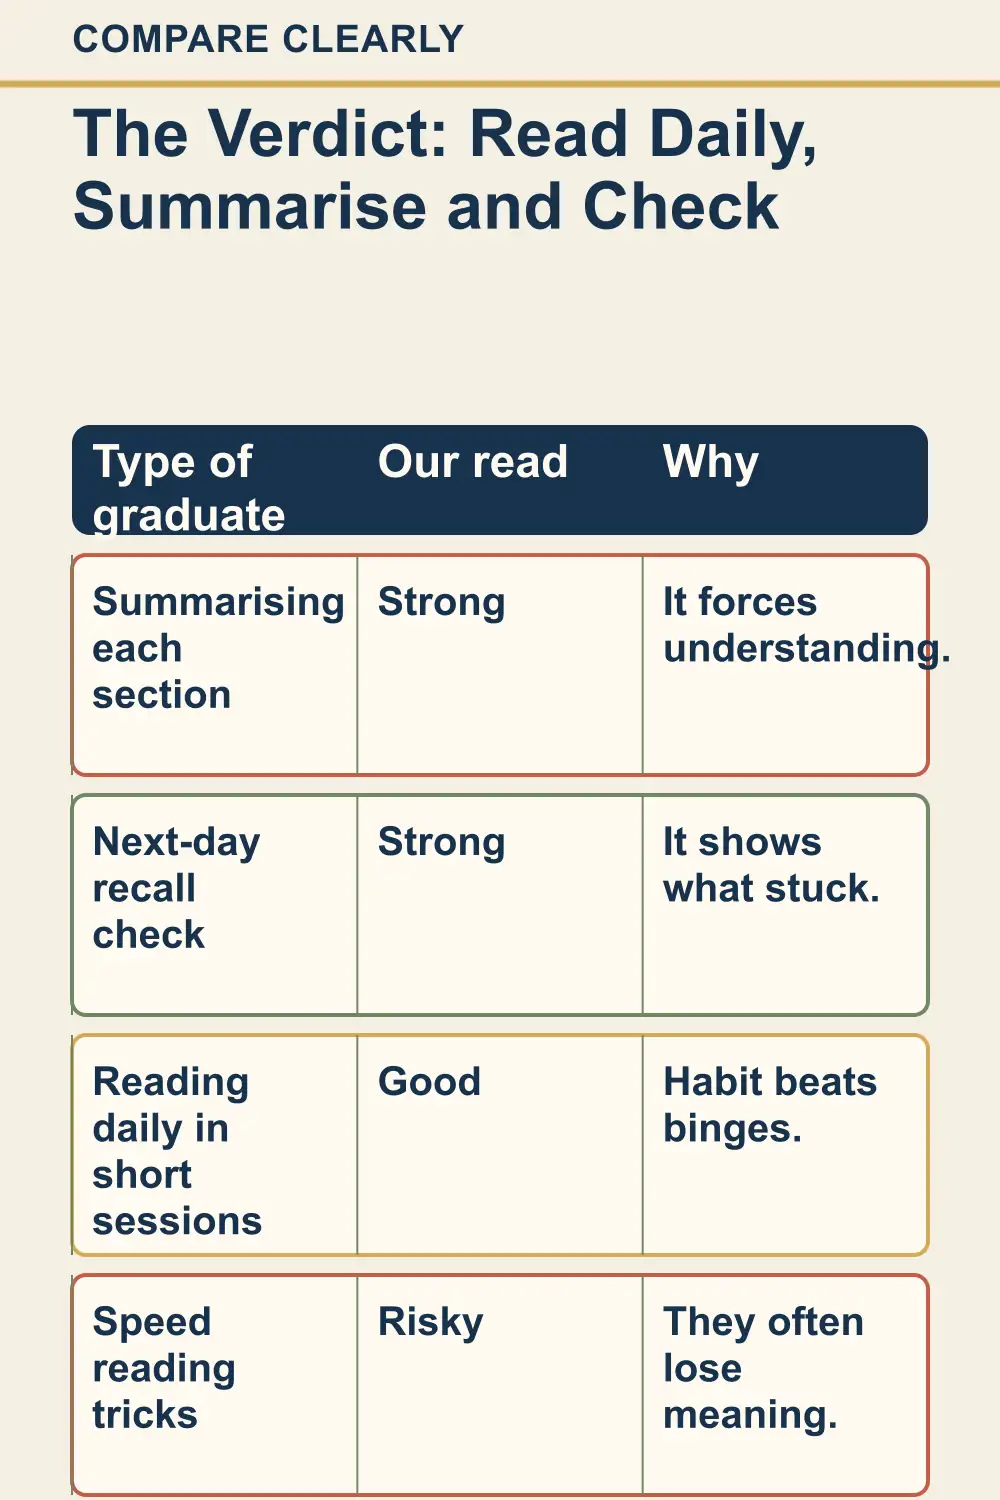 COMPARE CLEARLY
The Verdict: Read Daily,
Summarise and Check
Type of
graduate
Our read
Why
Summarising
each
section
Strong
It forces
understanding.
Next-day
recall
check
Strong
It shows
what stuck.
Reading
daily in
short
sessions
Good
Habit beats
binges.
Speed
reading
tricks
Risky
They often
lose
meaning.